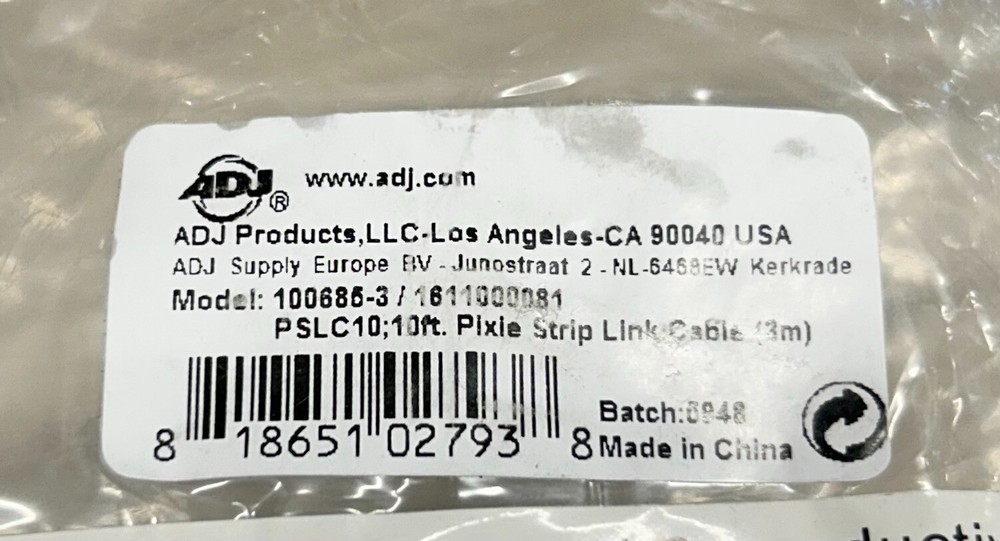 ADJ® www.adj.com
ADJ Products,LLC-Los Angeles-CA 90040 USA
ADJ Supply Europe BV - Junostraat 2 - NL-6468EW Kerkrade
Model: 100686-3 / 1611000081
PSLC10;10ft. Pixie Strip Link Cable (3m)
8 18651 02793 8
Batch:
Made in China